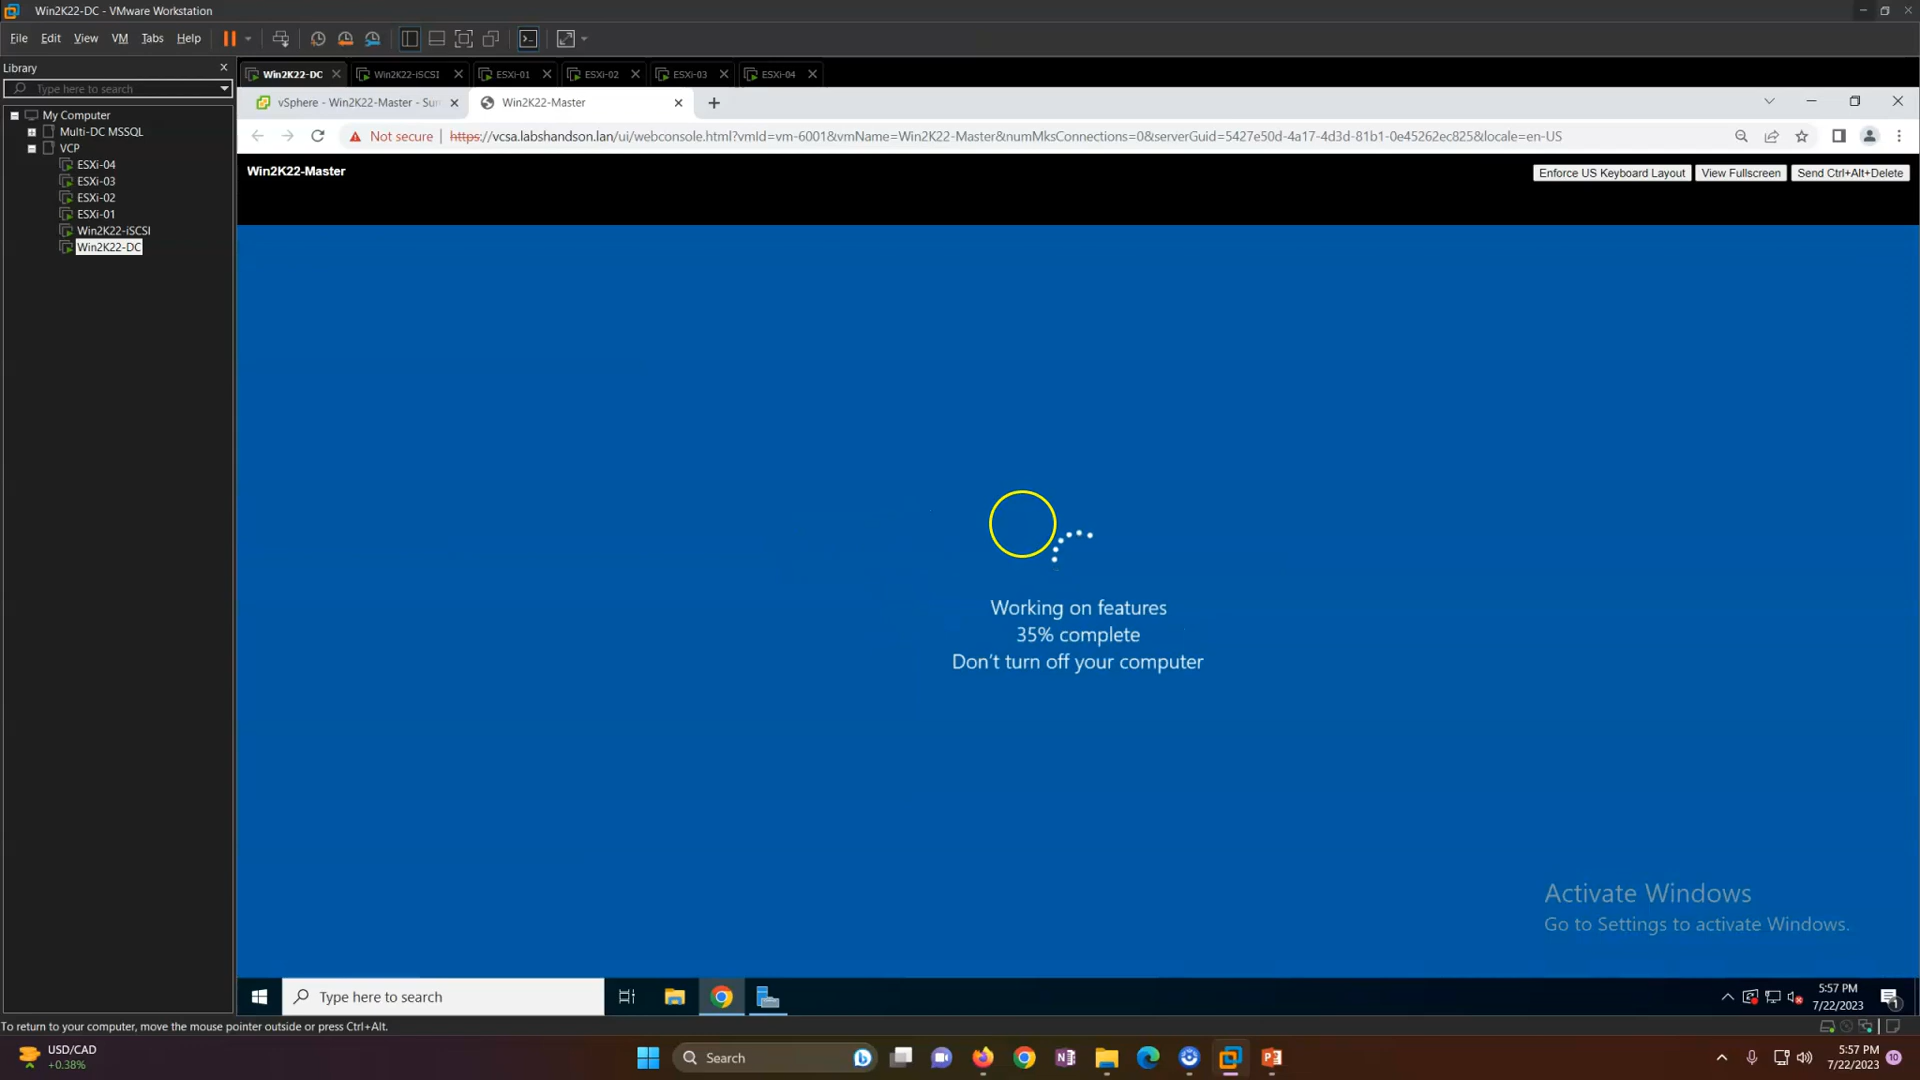 Win2K22-DC - VMware Workstation
File Edit View VM Tabs Help
Library
Type here to search
My Computer
Multi-DC MSSQL
VCP
ESXi-04
ESXi-03
ESXi-02
ESXi-01
Win2K22-iSCSI
Win2K22-DC
Win2K22-DC Win2K22-iSCSI ESXi-01 ESXi-02 ESXi-03 ESXi-04
vSphere - Win2K22-Master - Sur Win2K22-Master
Not secure https://vcsa.labshandson.lan/ui/webconsole.html?vmId=vm-6001&vmName=Win2K22-Master&numMksConnections=0&serverGuid=5427e50d-4a17-4d3d-81b1-0e45262ec825&locale=en-US
Win2K22-Master
Enforce US Keyboard Layout View Fullscreen Send Ctrl+Alt+Delete
Working on features
35% complete
Don't turn off your computer
Activate Windows
Go to Settings to activate Windows.
Type here to search
5:57 PM
7/22/2023
1
To return to your computer, move the mouse pointer outside or press Ctrl+Alt.
USD/CAD
+0.38%
Search
5:57 PM
7/22/2023
10